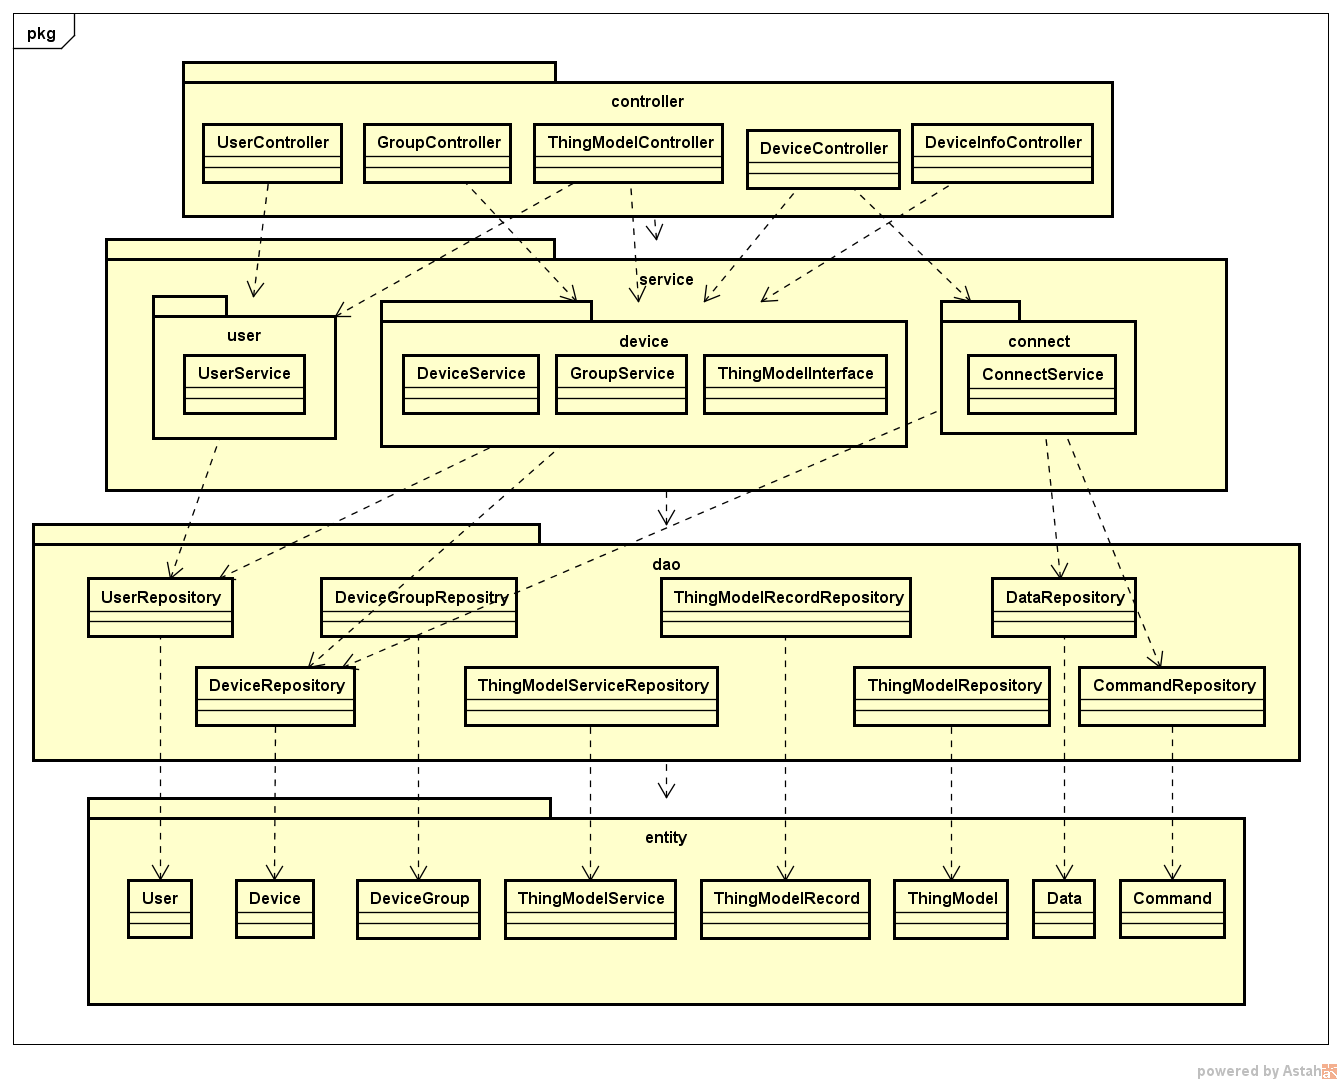 pkg
controller
UserController
GroupController
ThingModelController
DeviceController
DeviceInfoController
service
user
UserService
device
DeviceService
GroupService
ThingModelInterface
connect
ConnectService
dao
UserRepository
DeviceGroupRepositry
ThingModelRecordRepository
DataRepository
DeviceRepository
ThingModelServiceRepository
ThingModelRepository
CommandRepository
entity
User
Device
DeviceGroup
ThingModelService
ThingModelRecord
ThingModel
Data
Command
powered by Astah